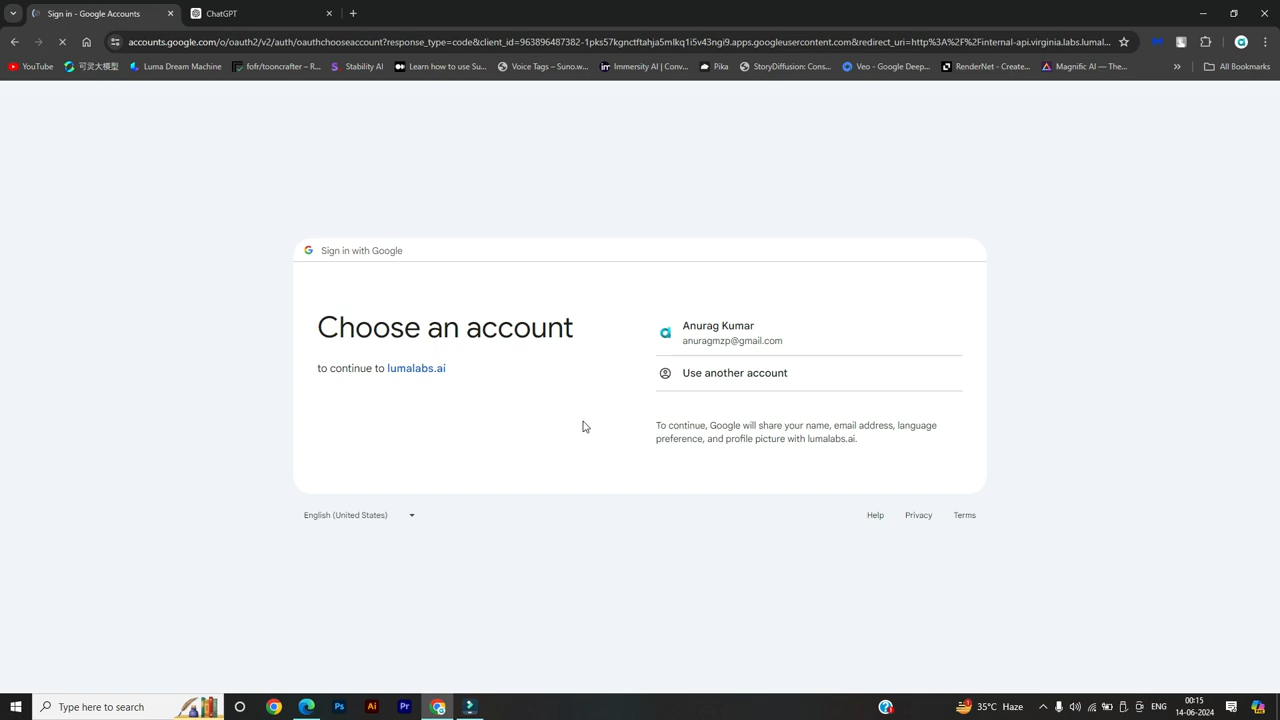 Sign in - Google Accounts
ChatGPT
accounts.google.com/o/oauth2/v2/auth/oauthchooseaccount?response_type=code&client_id=963896487382-1pks57kgnctftahja5mlkq1i5v43ngi9.apps.googleusercontent.com&redirect_uri=http%3A%2F%2Finternal-api.virginia.labs.lumal...
YouTube
可灵大模型
Luma Dream Machine
fofr/tooncrafter – R...
Stability AI
Learn how to use Su...
Voice Tags - Suno.w...
Immersity AI | Conv...
Pika
StoryDiffusion: Cons...
Veo - Google Deep...
RenderNet - Create...
Magnific AI — The...
All Bookmarks
Sign in with Google
Choose an account
to continue to lumalabs.ai
Anurag Kumar
anuragmzp@gmail.com
Use another account
To continue, Google will share your name, email address, language
preference, and profile picture with lumalabs.ai.
English (United States)
Help
Privacy
Terms
Type here to search
Ps
Ai
Pr
35°C Haze
ENG
00:15
14-06-2024